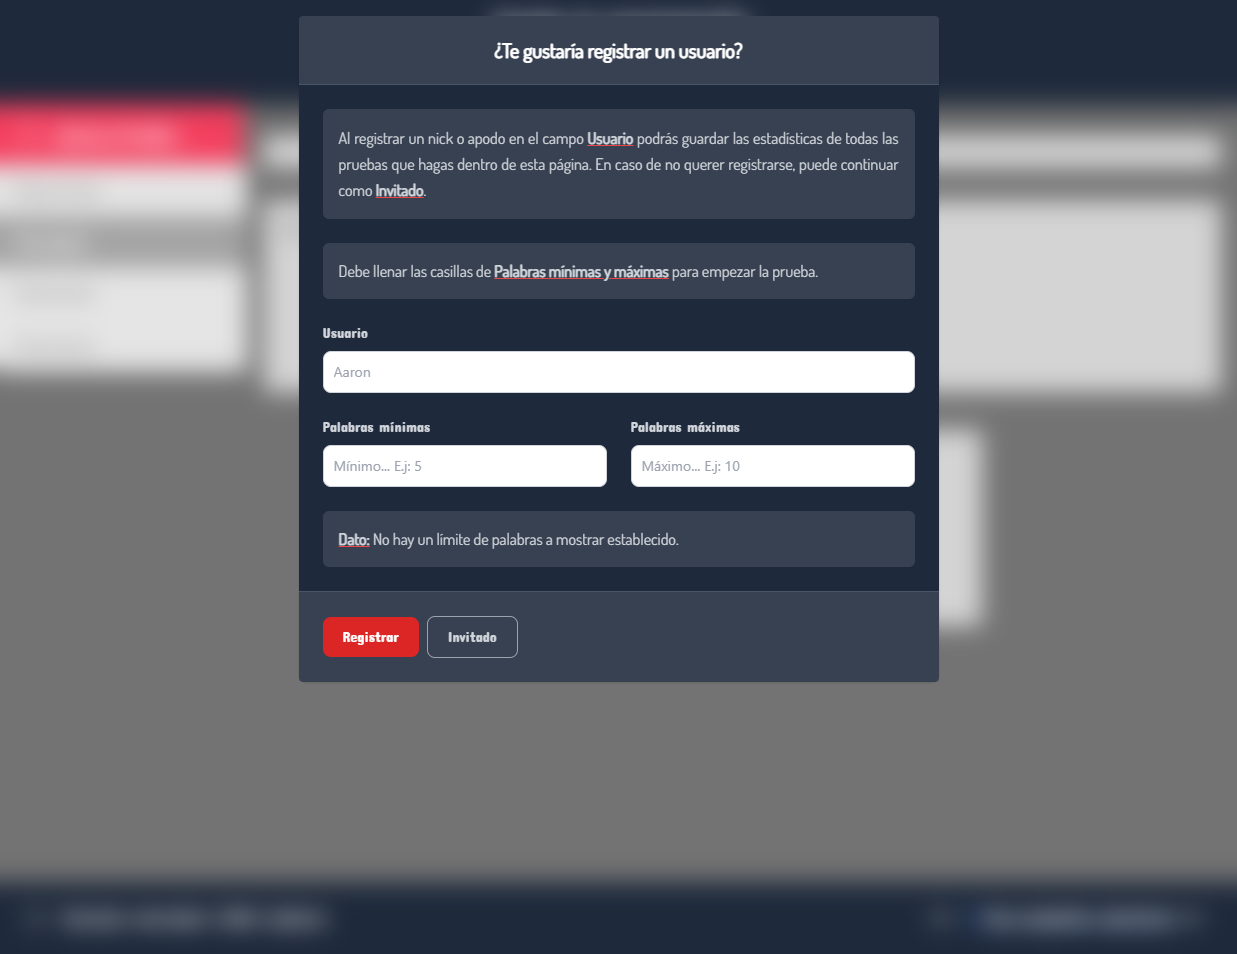 ¿Te gustaría registrar un usuario?
Al registrar un nick o apodo en el campo Usuario podrás guardar las estadísticas de todas las
pruebas que hagas dentro de esta página. En caso de no querer registrarse, puede continuar
como Invitado.
Debe llenar las casillas de Palabras mínimas y máximas para empezar la prueba.
Usuario
Aaron
Palabras mínimas Palabras máximas
Mínimo... E.j: 5 Máximo... E.j: 10
Dato: No hay un límite de palabras a mostrar establecido.
Registrar Invitado